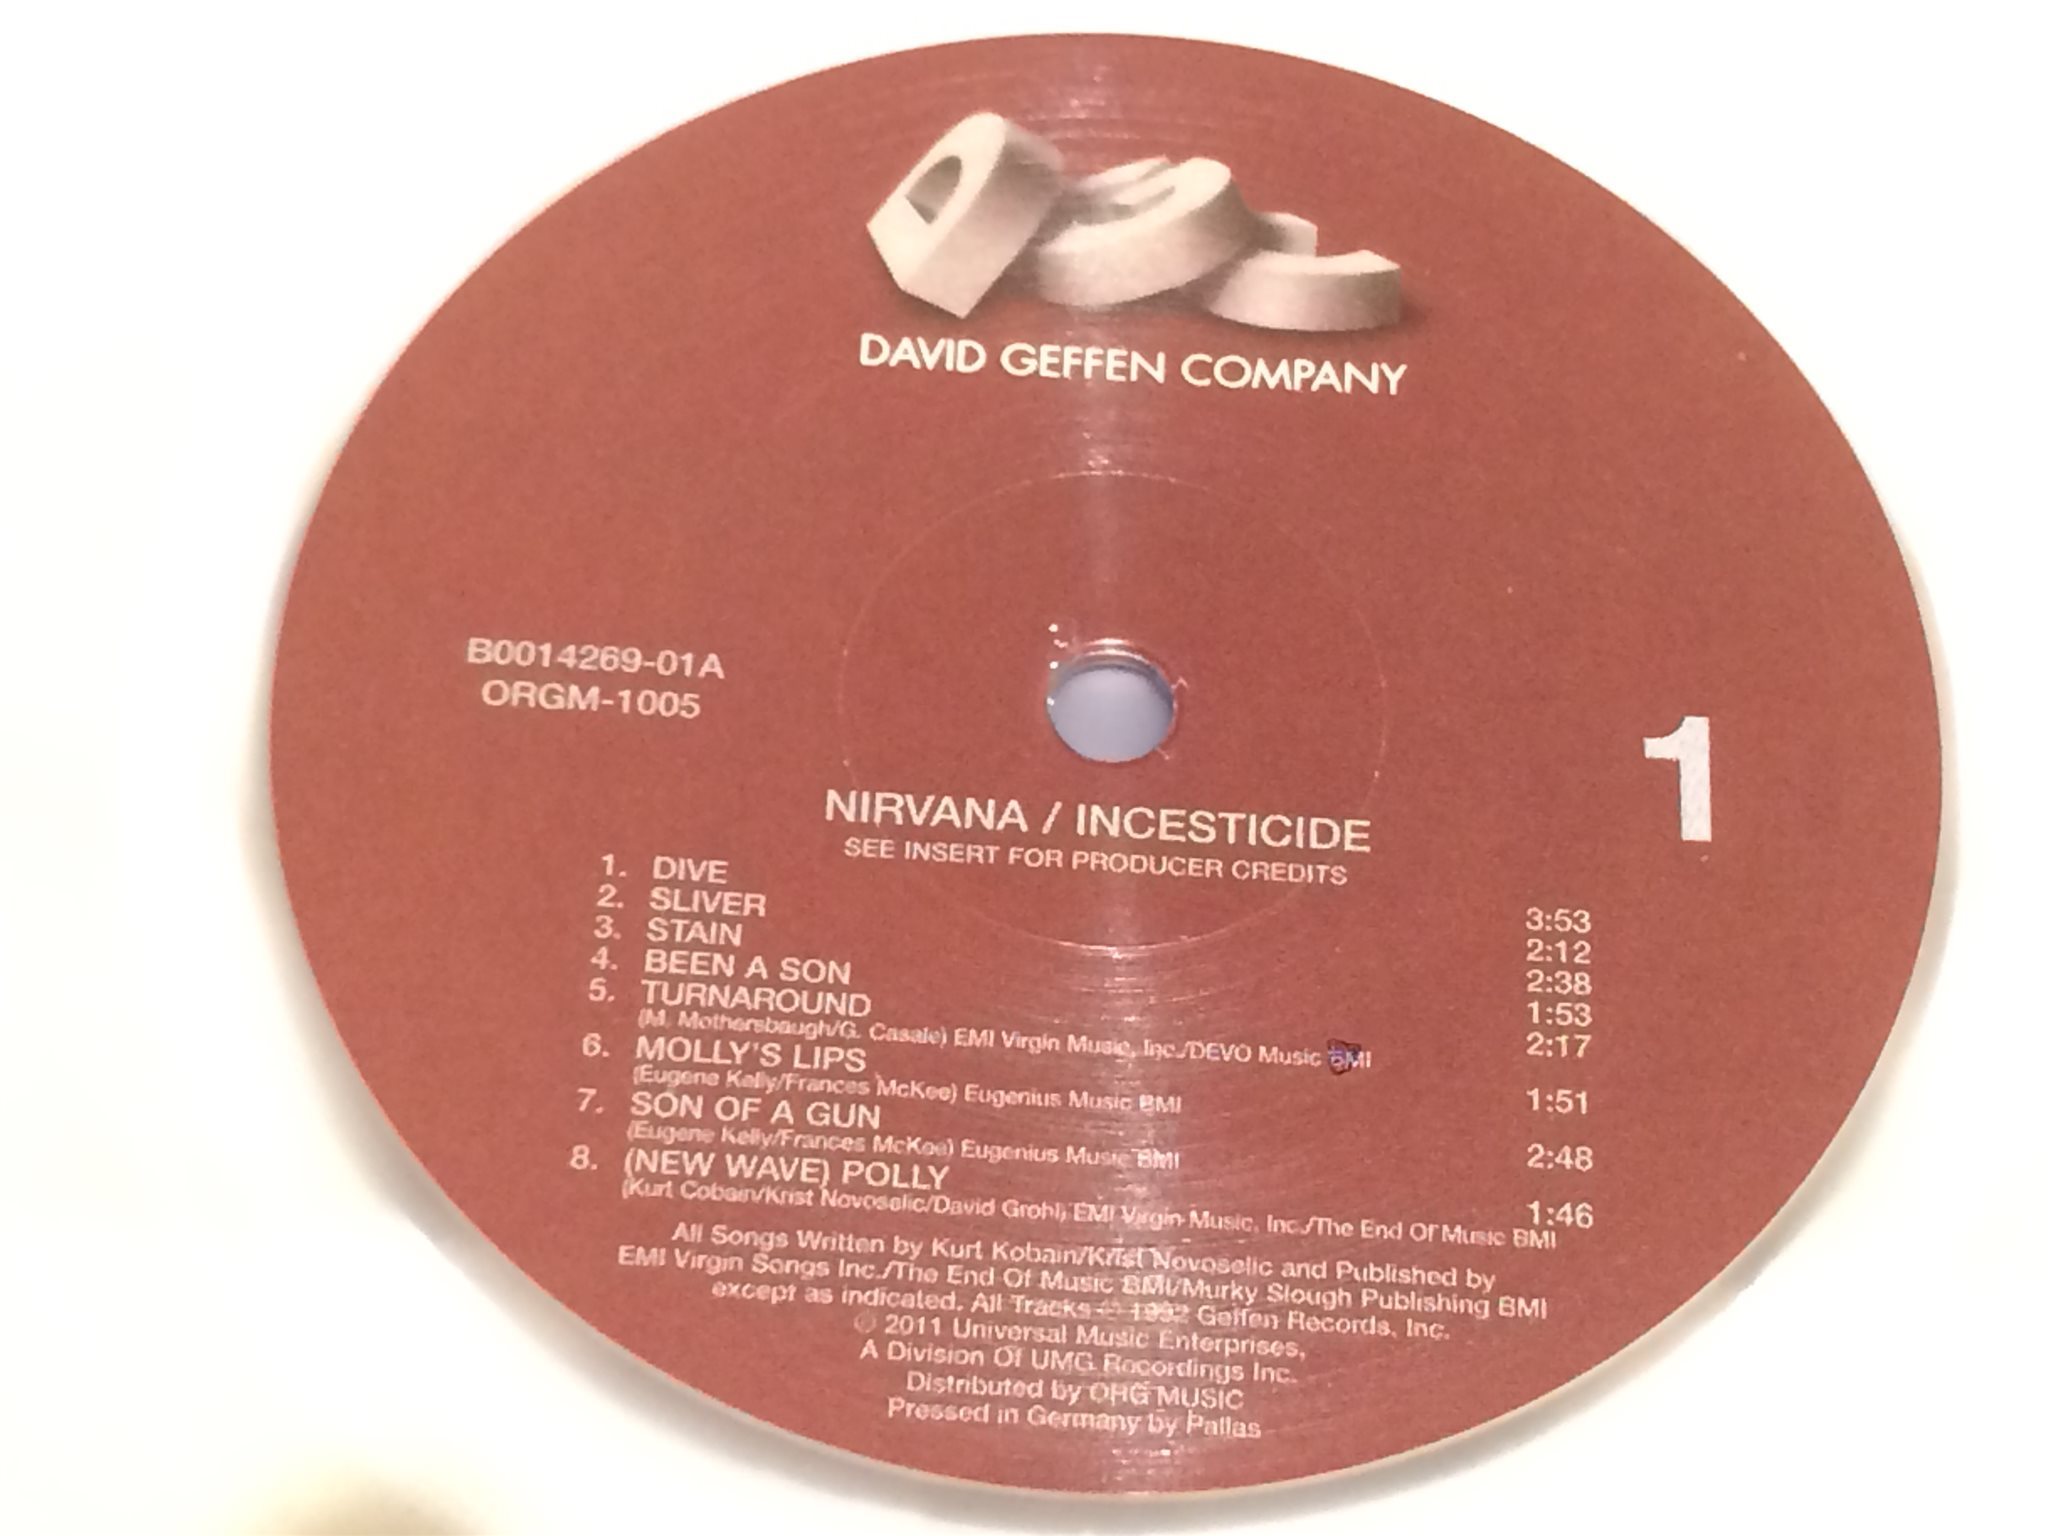 DGC
DAVID GEFFEN COMPANY
B0014269-01A
ORGM-1005
1
NIRVANA / INCESTICIDE
SEE INSERT FOR PRODUCER CREDITS
1. DIVE 3:53
2. SLIVER 2:12
3. STAIN 2:38
4. BEEN A SON 1:53
5. TURNAROUND 2:17
(M. Mothersbaugh/G. Casale) EMI Virgin Music, Inc./DEVO Music BMI
6. MOLLY'S LIPS 1:51
(Eugene Kelly/Frances McKee) Eugenius Music BMI
7. SON OF A GUN 2:48
(Eugene Kelly/Frances McKee) Eugenius Music BMI
8. (NEW WAVE) POLLY 1:46
(Kurt Cobain/Krist Novoselic/David Grohl) EMI Virgin Music, Inc./The End Of Music BMI
All Songs Written by Kurt Kobain/Krist Novoselic and Published by
EMI Virgin Songs Inc./The End Of Music BMI/Murky Slough Publishing BMI
except as indicated. All Tracks ℗ 1992 Geffen Records, Inc.
© 2011 Universal Music Enterprises,
A Division Of UMG Recordings Inc.
Distributed by ORG MUSIC
Pressed in Germany by Pallas